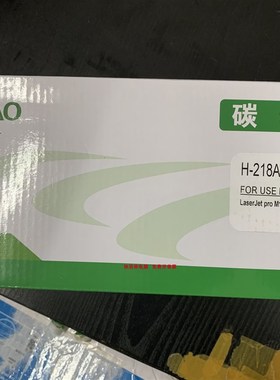 AO
碳
H-218A
FOR USE
LaserJet pro M